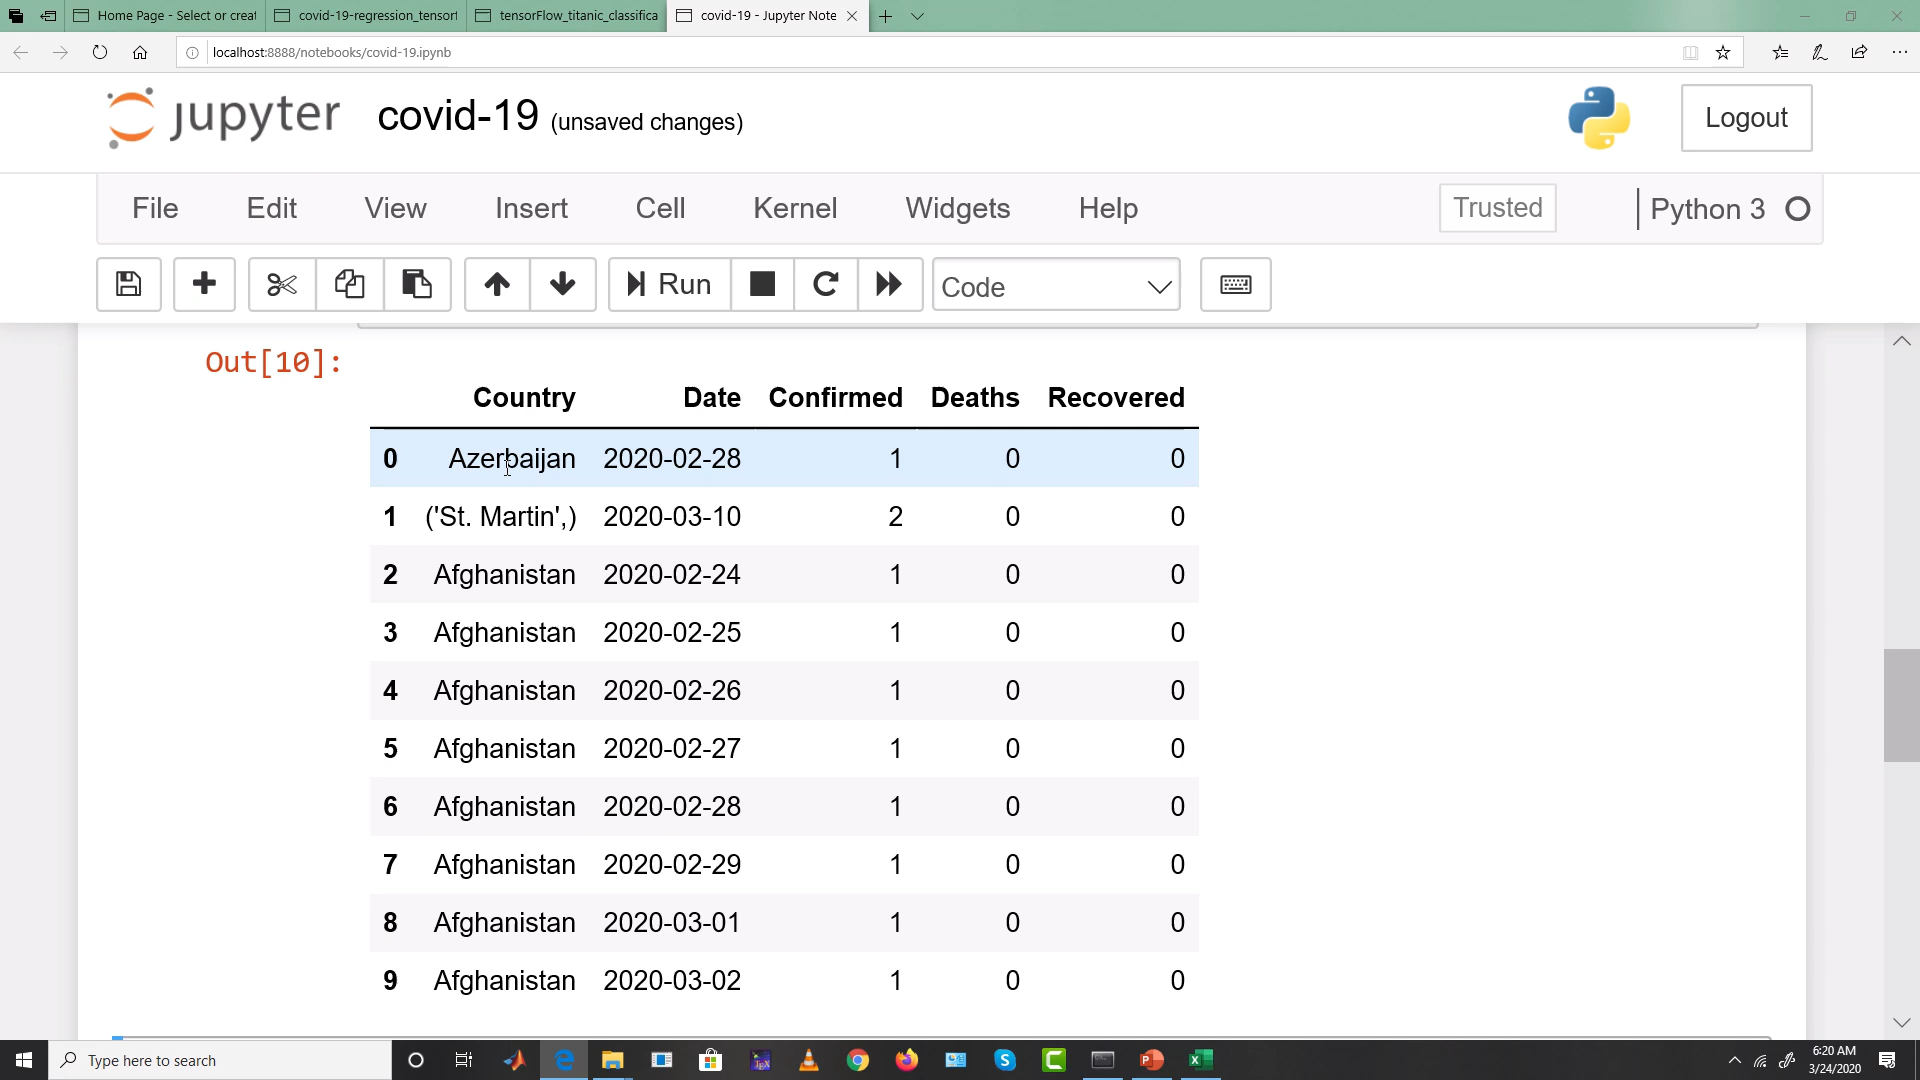 Home Page - Select or creat
covid-19-regression_tensorf
tensorFlow_titanic_classifica
covid-19 - Jupyter Note
localhost:8888/notebooks/covid-19.ipynb
jupyter covid-19 (unsaved changes)
Logout
File Edit View Insert Cell Kernel Widgets Help Trusted Python 3
Run Code
Out[10]:
Country Date Confirmed Deaths Recovered
0 Azerbaijan 2020-02-28 1 0 0
1 ('St. Martin',) 2020-03-10 2 0 0
2 Afghanistan 2020-02-24 1 0 0
3 Afghanistan 2020-02-25 1 0 0
4 Afghanistan 2020-02-26 1 0 0
5 Afghanistan 2020-02-27 1 0 0
6 Afghanistan 2020-02-28 1 0 0
7 Afghanistan 2020-02-29 1 0 0
8 Afghanistan 2020-03-01 1 0 0
9 Afghanistan 2020-03-02 1 0 0
Type here to search
6:20 AM
3/24/2020